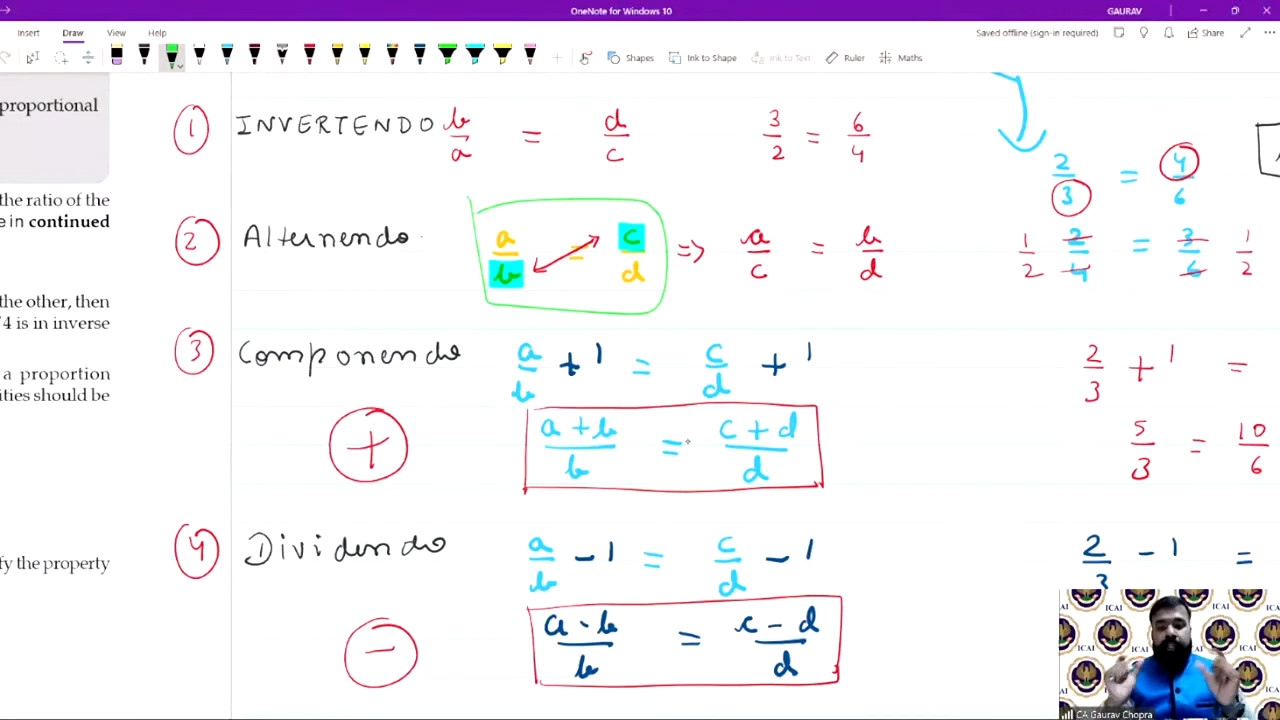 OneNote for Windows 10
GAURAV
Insert Draw View Help
Saved offline (sign-in required) Share
Shapes Ink to Shape Ink to Text Ruler Maths
proportional
the ratio of the
e in continued
the other, then
4 is in inverse
a proportion
ities should be
fy the property
1 INVERTENDO b/a = d/c 3/2 = 6/4
2/3 = 4/6
2 Alternendo a/b = c/d => a/c = b/d 1/2 2/4 = 3/6 1/2
3 Componendo a/b + 1 = c/d + 1 2/3 + 1 =
+ a+b/b = c+d/d 5/3 = 10/6
4 Dividendo a/b - 1 = c/d - 1 2/3 - 1 =
- a-b/b = c-d/d
ICAI ICAI
CA Gaurav Chopra